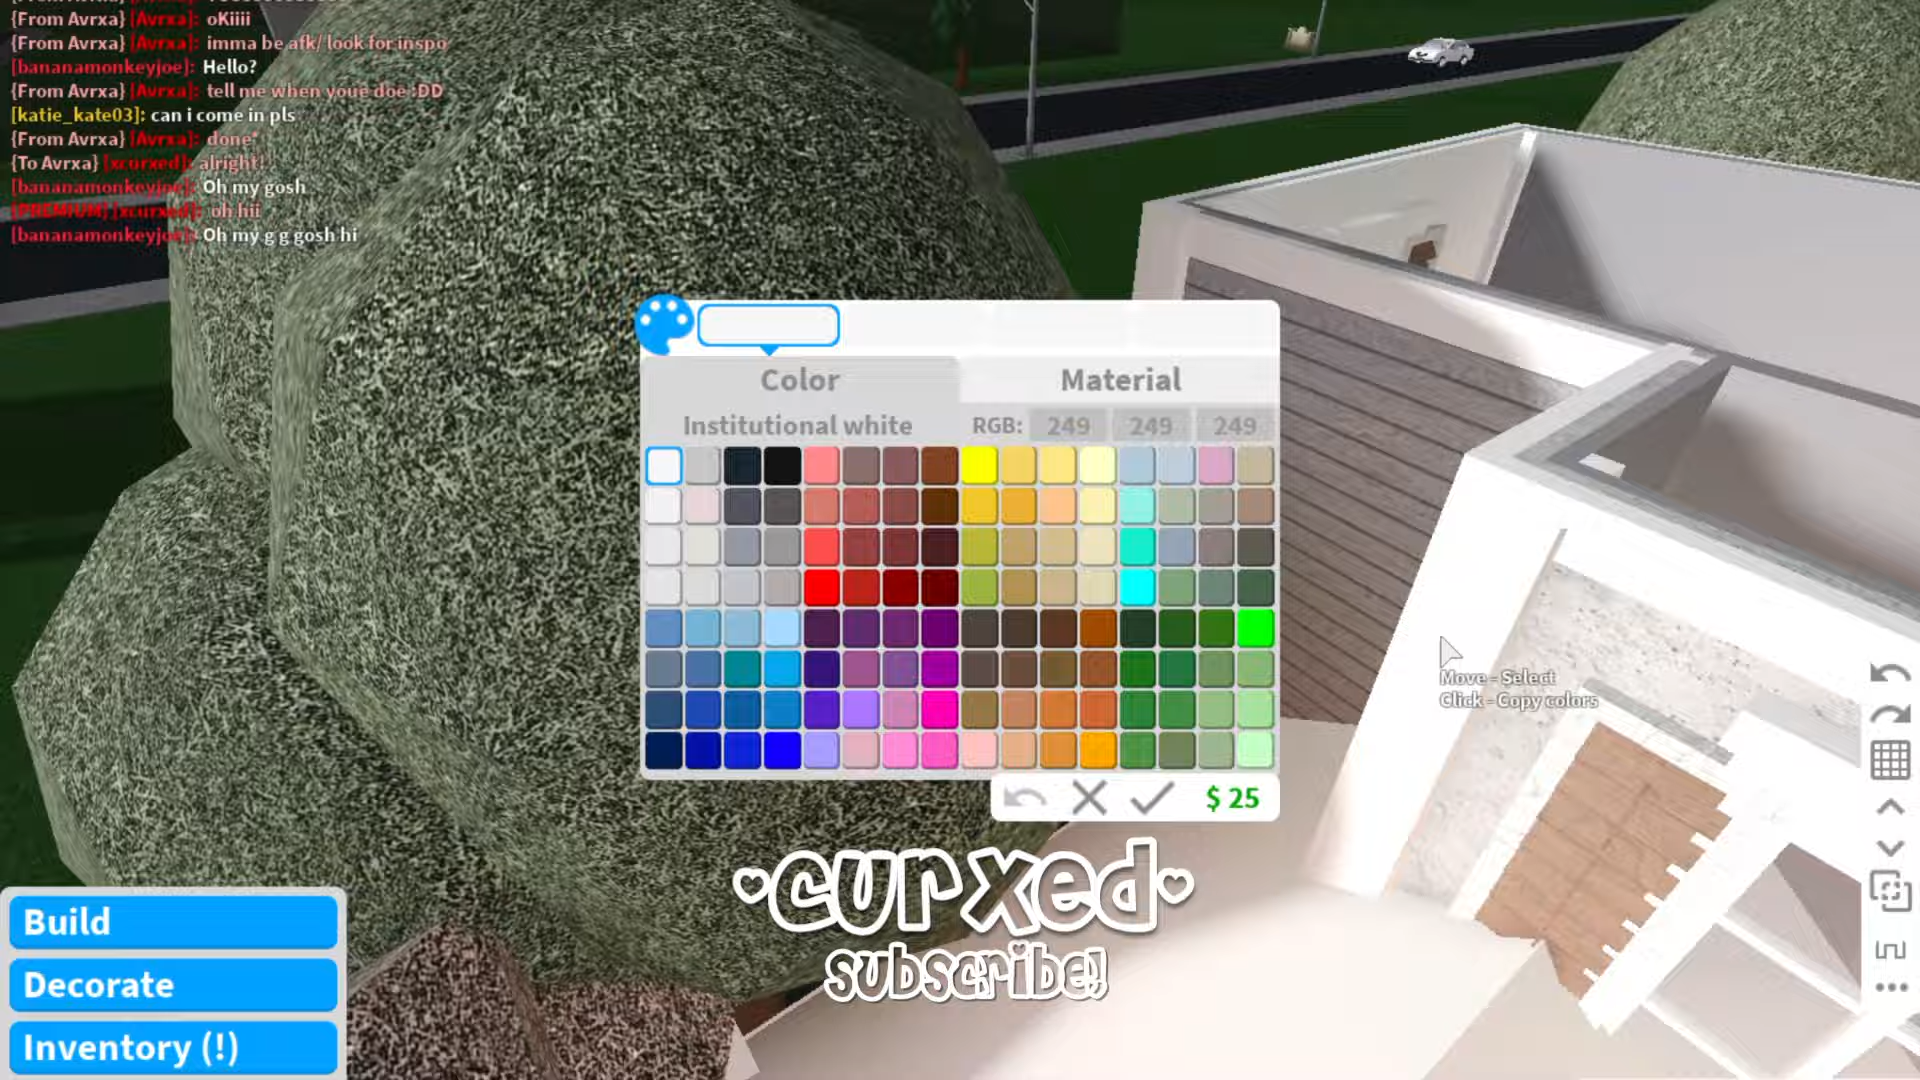 {From Avrxa} [Avrxa]: oKiiii
{From Avrxa} [Avrxa]: imma be afk/ look for inspo
[bananamonkeyjoe]: Hello?
{From Avrxa} [Avrxa]: tell me when youe doe :DD
[katie_kate03]: can i come in pls
{From Avrxa} [Avrxa]: done*
{To Avrxa} [xcurxed]: alright!
[bananamonkeyjoe]: Oh my gosh
[PREMIUM] [xcurxed]: oh hii
[bananamonkeyjoe]: Oh my g g gosh hi
Color
Material
Institutional white
RGB: 249 249 249
Move - Select
Click - Copy colors
$ 25
curxed
subscribe!
Build
Decorate
Inventory (!)